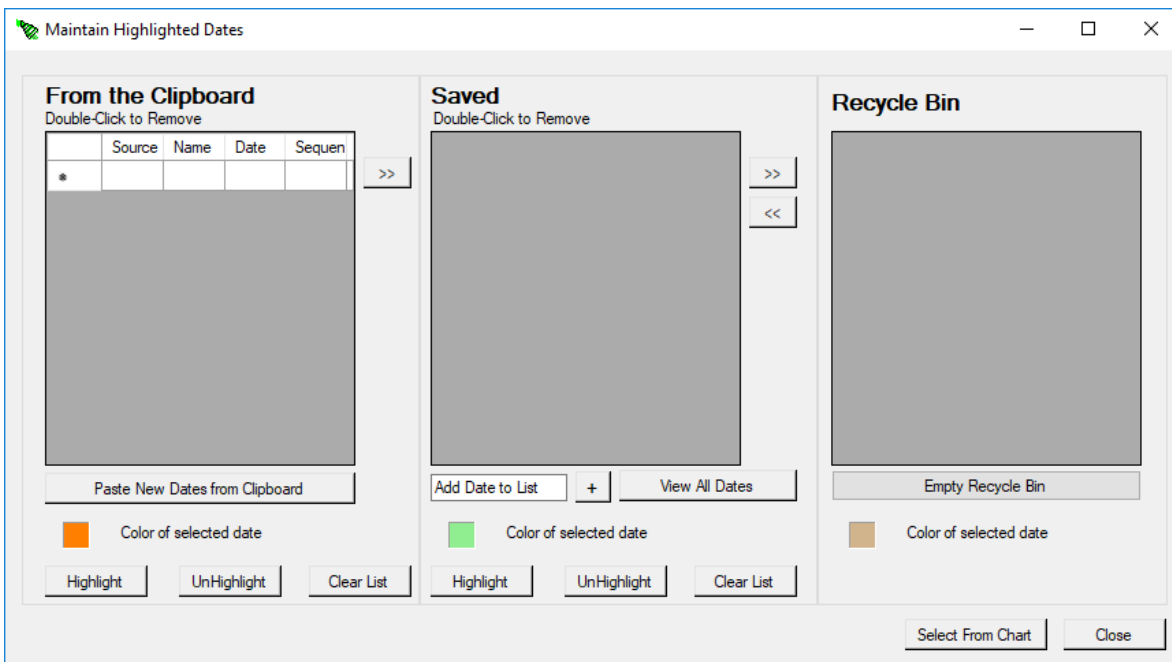 Maintain Highlighted Dates
From the Clipboard
Double-Click to Remove
Source Name Date Sequen
*
>>
Paste New Dates from Clipboard
Color of selected date
Highlight UnHighlight Clear List
Saved
Double-Click to Remove
>>
<<
Add Date to List + View All Dates
Color of selected date
Highlight UnHighlight Clear List
Recycle Bin
Empty Recycle Bin
Color of selected date
Select From Chart Close